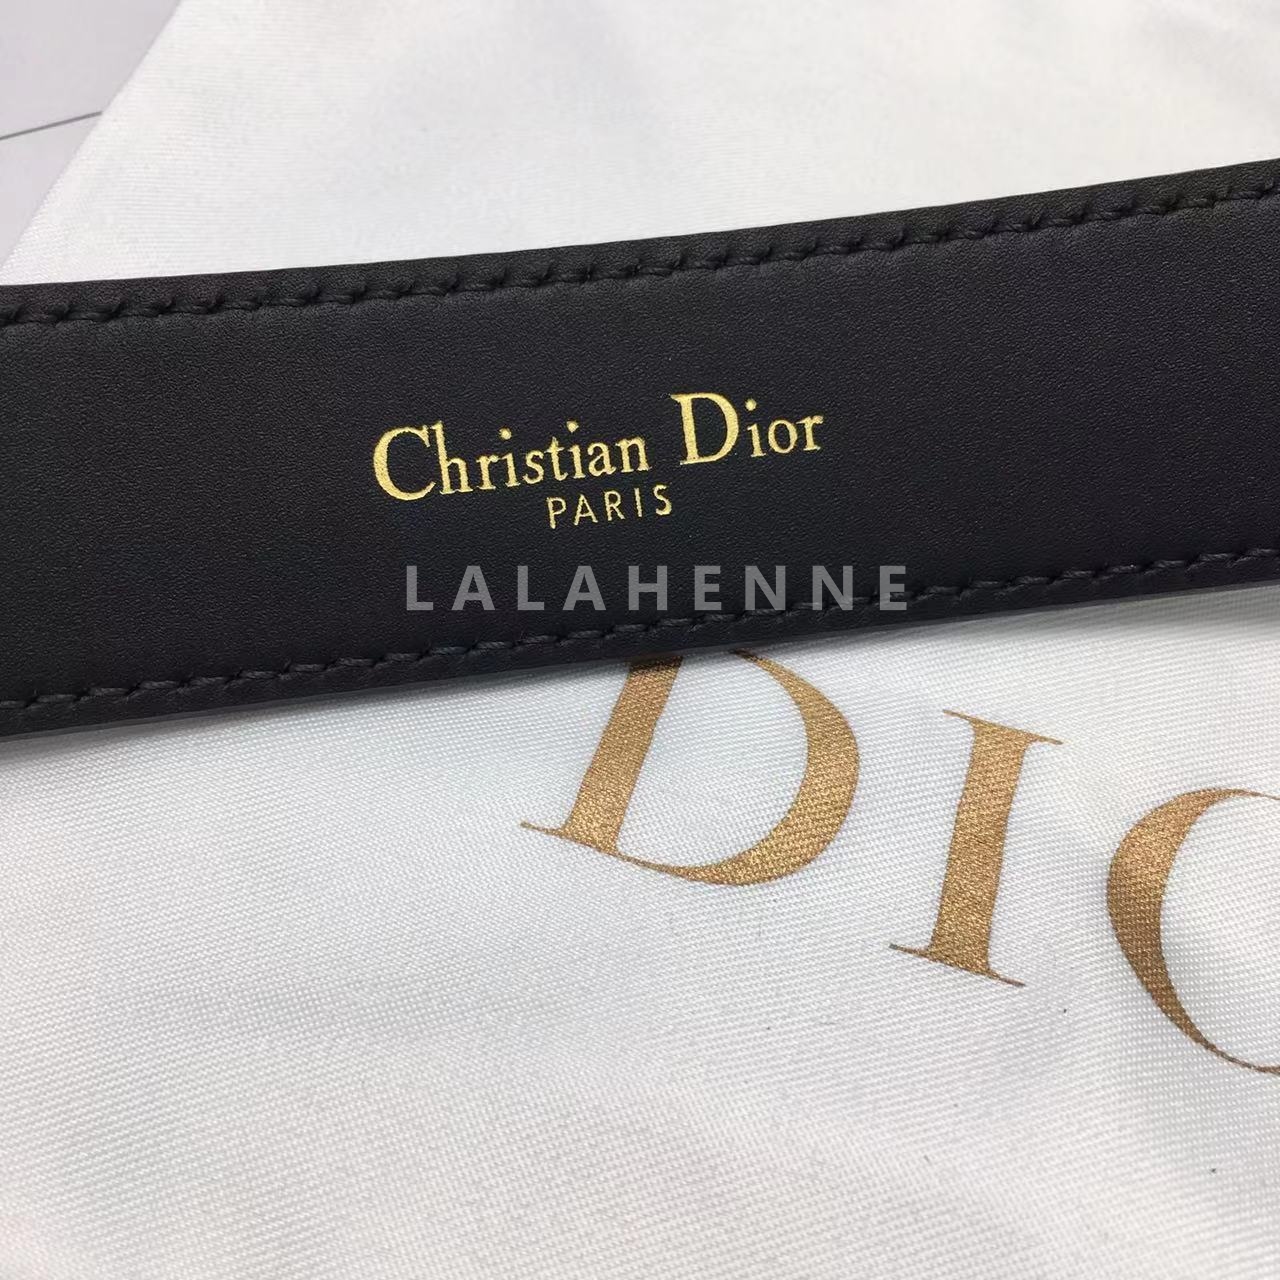 Christian Dior
PARIS
LALAHENNE
DIO